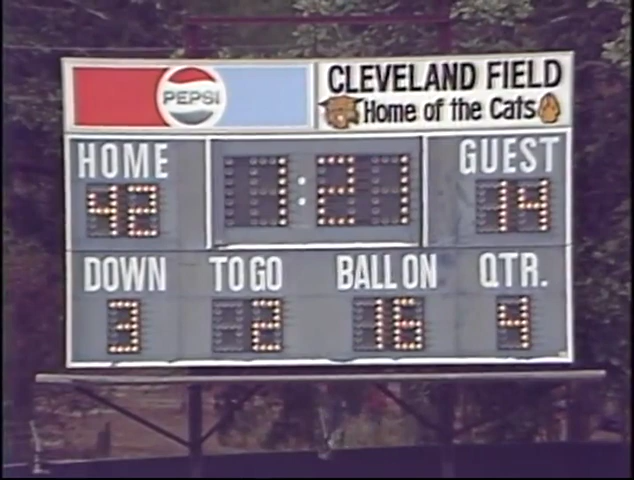 PEPSI
CLEVELAND FIELD
Home of the Cats
HOME
GUEST
42
1:21
14
DOWN TO GO BALL ON QTR.
3 2 16 4